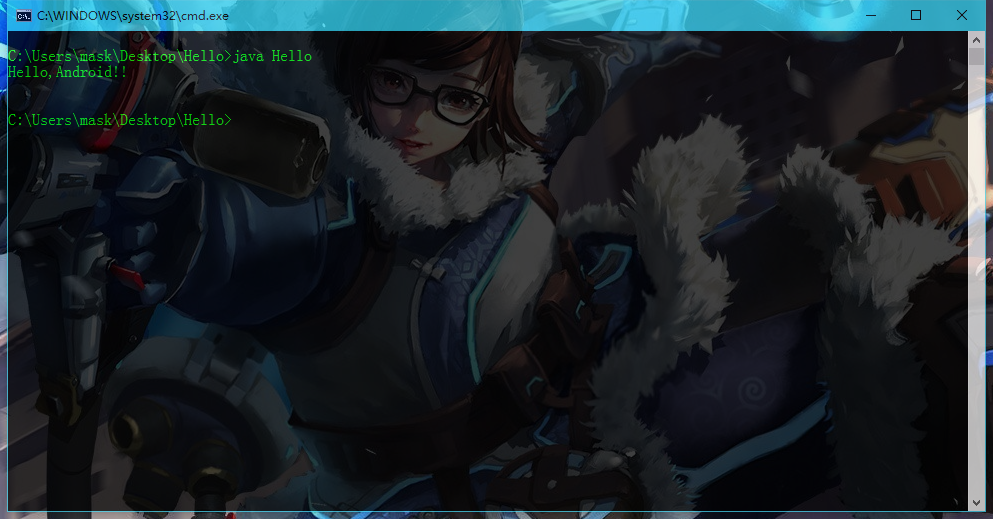 C:\WINDOWS\system32\cmd.exe
C:\Users\mask\Desktop\Hello>java Hello
Hello,Android!!
C:\Users\mask\Desktop\Hello>